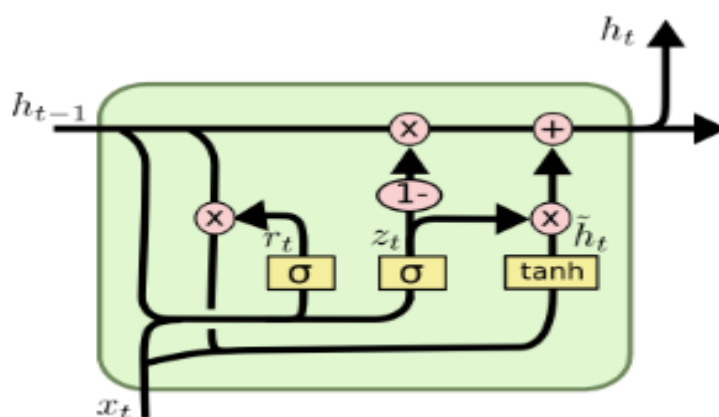 h_t
h_{t−1}
× +
1-
× r_t z_t × h̃_t
σ σ tanh
x_t